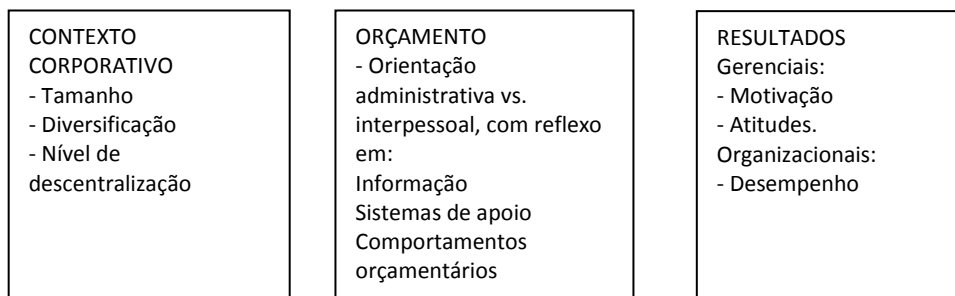 CONTEXTO
CORPORATIVO
- Tamanho
- Diversificação
- Nível de
descentralização
ORÇAMENTO
- Orientação
administrativa vs.
interpessoal, com reflexo
em:
Informação
Sistemas de apoio
Comportamentos
orçamentários
RESULTADOS
Gerenciais:
- Motivação
- Atitudes.
Organizacionais:
- Desempenho